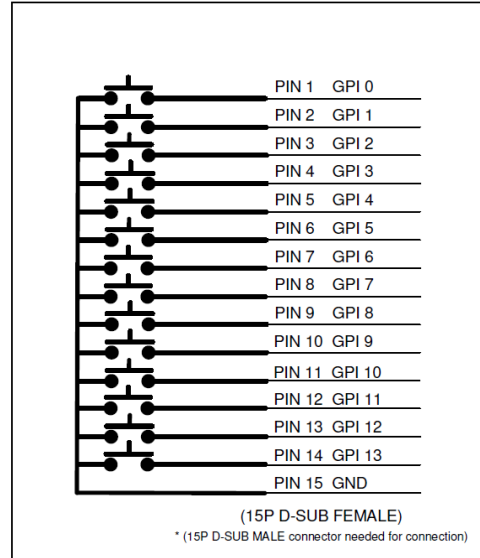 PIN 1 GPI 0
PIN 2 GPI 1
PIN 3 GPI 2
PIN 4 GPI 3
PIN 5 GPI 4
PIN 6 GPI 5
PIN 7 GPI 6
PIN 8 GPI 7
PIN 9 GPI 8
PIN 10 GPI 9
PIN 11 GPI 10
PIN 12 GPI 11
PIN 13 GPI 12
PIN 14 GPI 13
PIN 15 GND
(15P D-SUB FEMALE)
* (15P D-SUB MALE connector needed for connection)